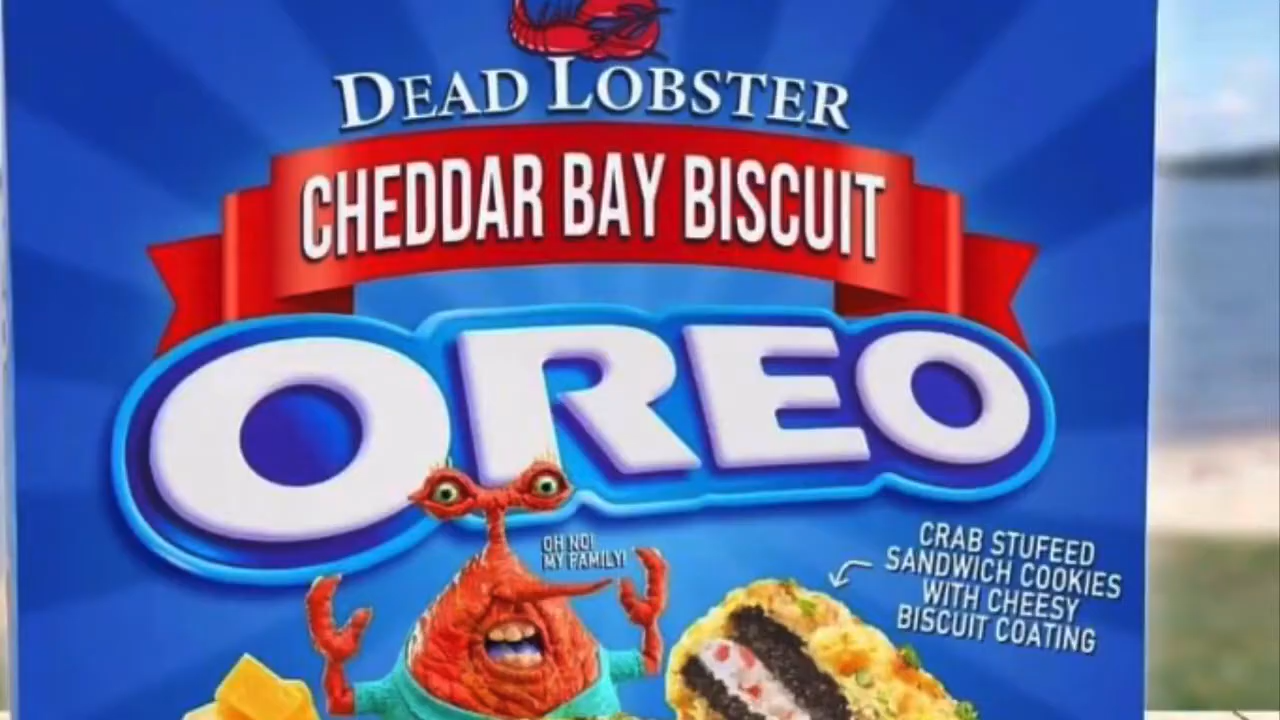 DEAD LOBSTER
CHEDDAR BAY BISCUIT
OREO
OH NO!
MY FAMILY!
CRAB STUFEED
SANDWICH COOKIES
WITH CHEESY
BISCUIT COATING